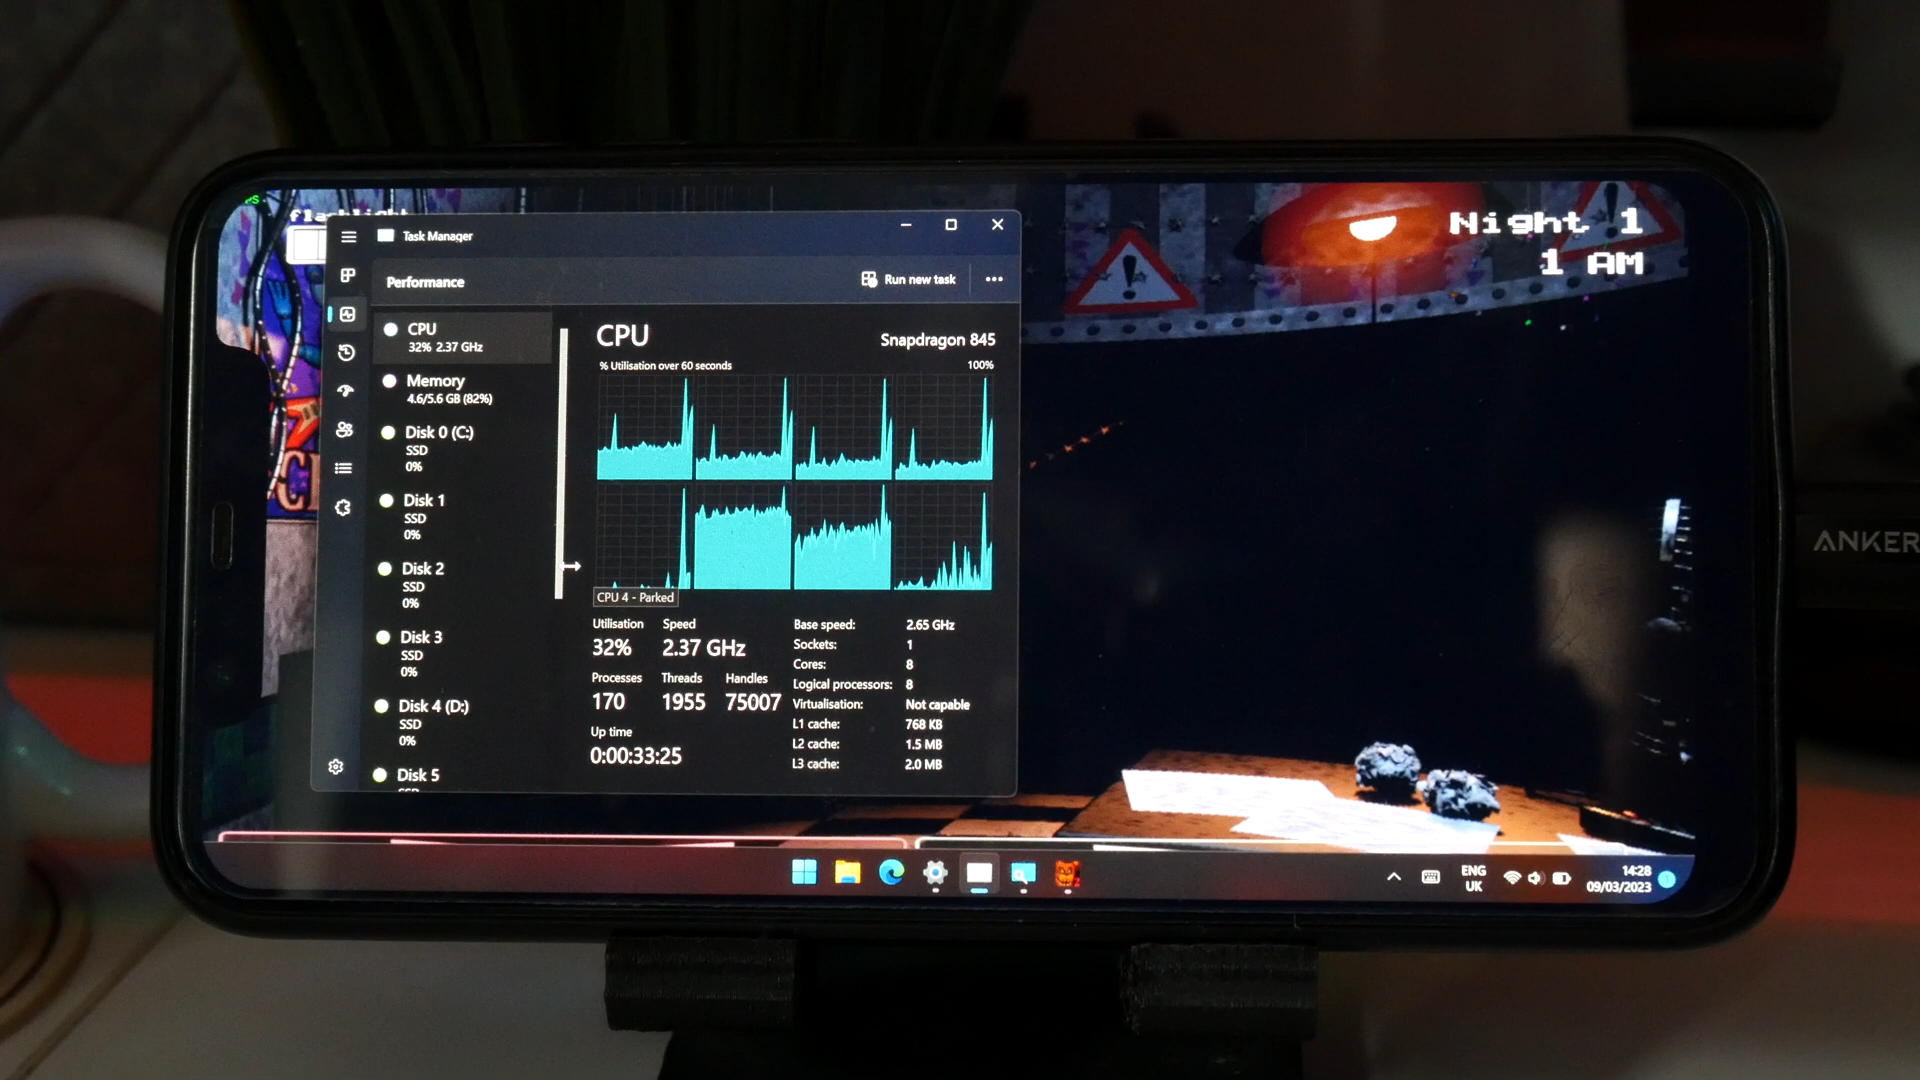 flashlight
Night 1
1 AM
Task Manager
Performance
Run new task
CPU
32% 2.37 GHz
Memory
4.6/5.6 GB (82%)
Disk 0 (C:)
SSD
0%
Disk 1
SSD
0%
Disk 2
SSD
0%
Disk 3
SSD
0%
Disk 4 (D:)
SSD
0%
Disk 5
SSD
CPU
Snapdragon 845
% Utilisation over 60 seconds
100%
CPU 4 - Parked
Utilisation
Speed
32%
2.37 GHz
Processes
Threads
Handles
170
1955
75007
Up time
0:00:33:25
Base speed:
2.65 GHz
Sockets:
1
Cores:
8
Logical processors:
8
Virtualisation:
Not capable
L1 cache:
768 KB
L2 cache:
1.5 MB
L3 cache:
2.0 MB
ANKER
ENG
UK
14:28
09/03/2023